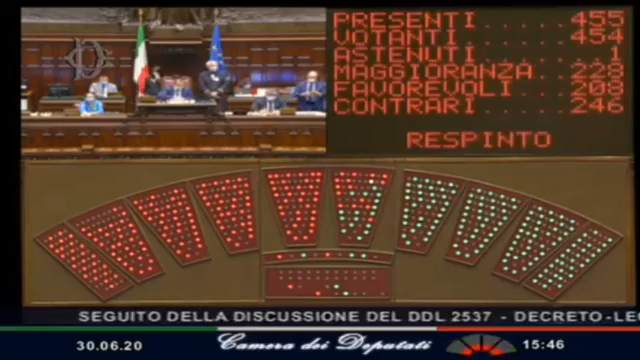 PRESENTI ..... 455
VOTANTI ...... 454
ASTENUTI ..... 1
MAGGIORANZA .. 228
FAVOREVOLI ... 208
CONTRARI ..... 246
RESPINTO
SEGUITO DELLA DISCUSSIONE DEL DDL 2537 - DECRETO-LE
30.06.20 Camera dei Deputati 15:46